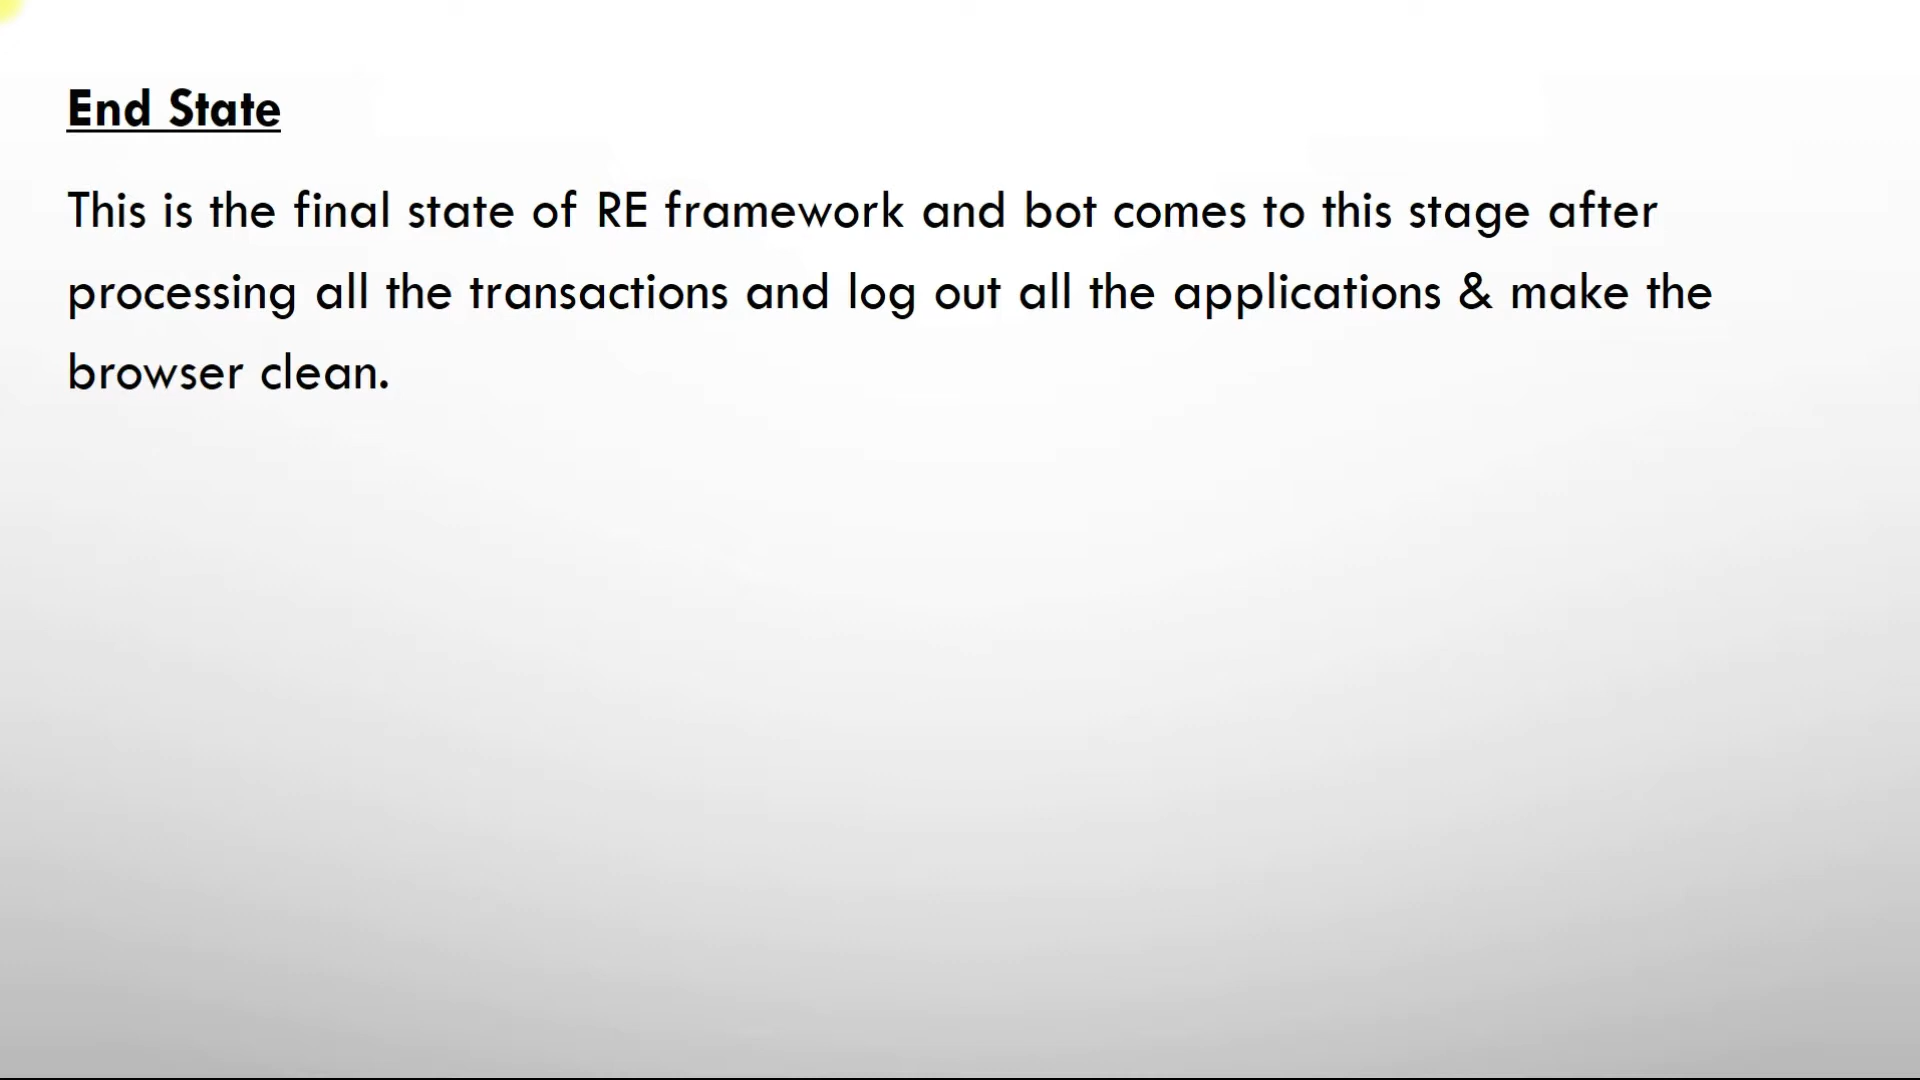 End State
This is the final state of RE framework and bot comes to this stage after
processing all the transactions and log out all the applications & make the
browser clean.